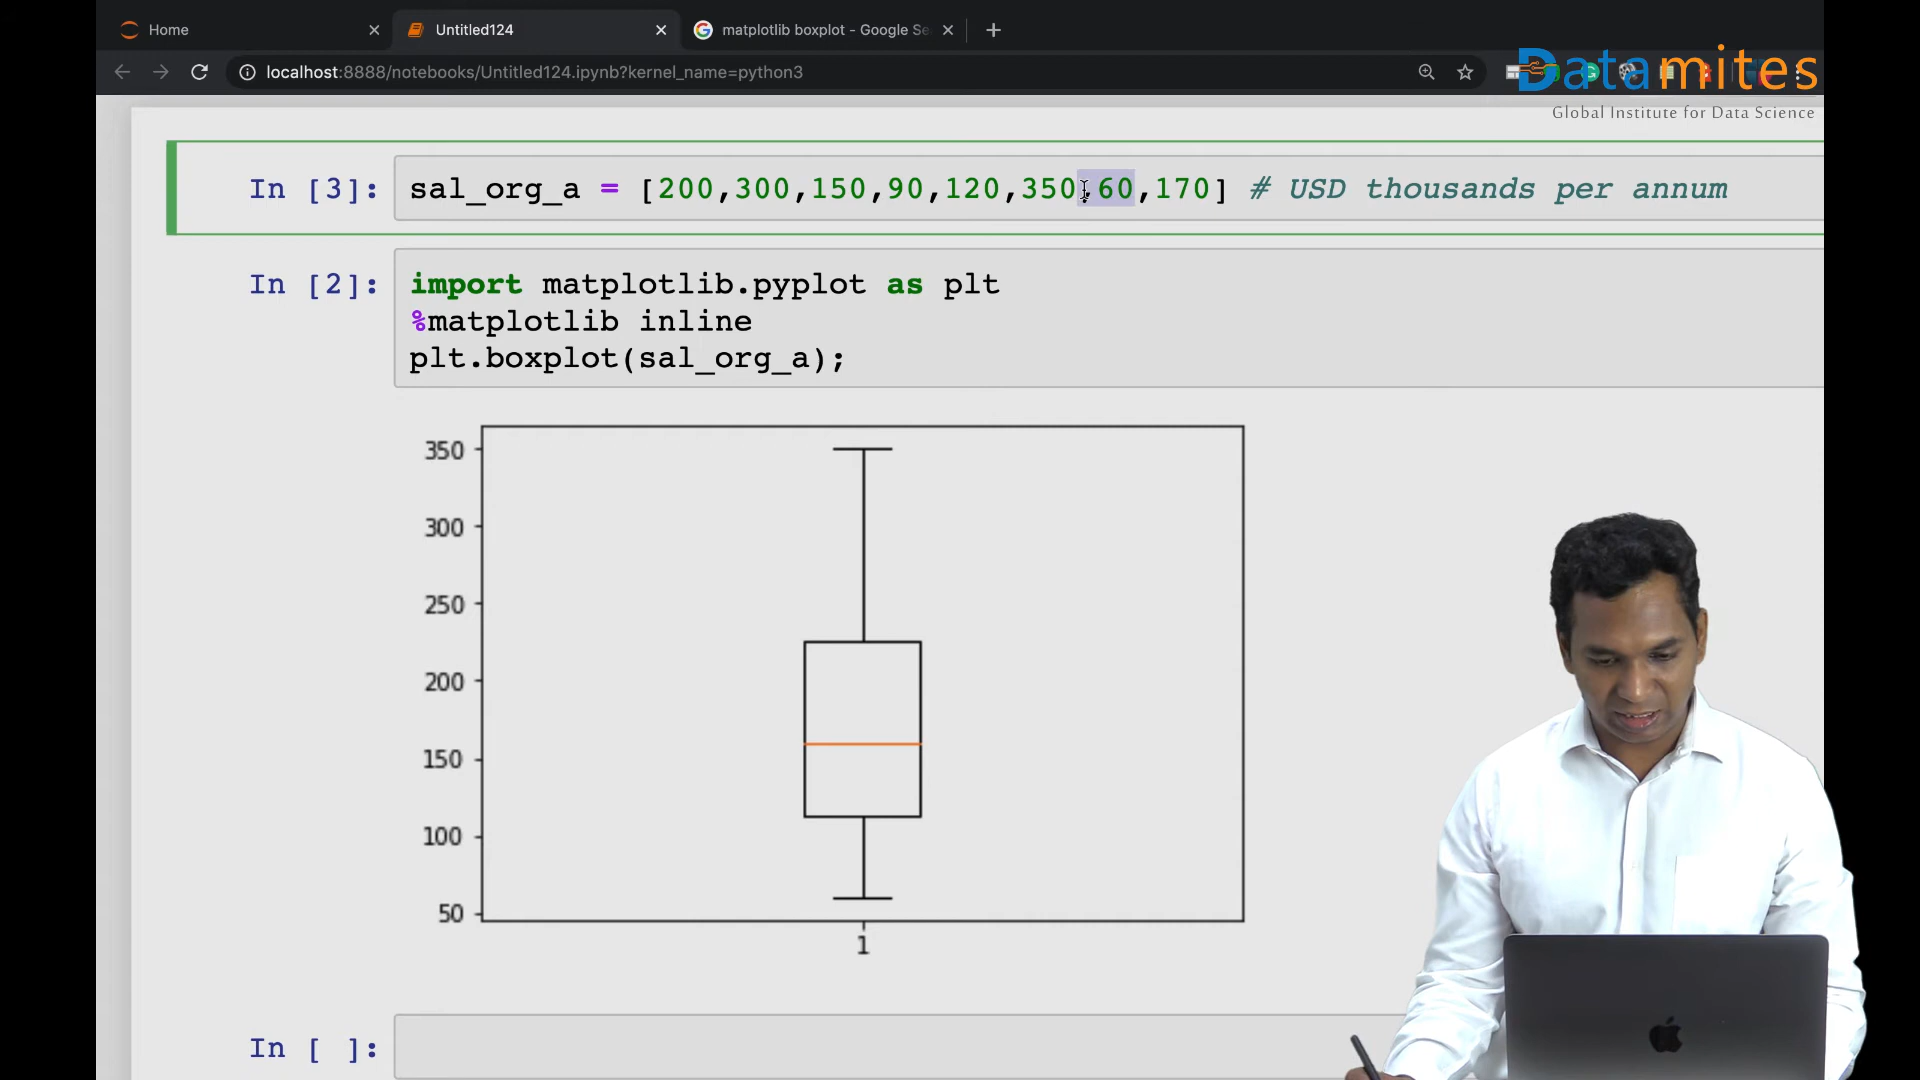 Home
Untitled124
matplotlib boxplot - Google Se
localhost:8888/notebooks/Untitled124.ipynb?kernel_name=python3
Datamites
Global Institute for Data Science
In [3]: sal_org_a = [200,300,150,90,120,350,60,170] # USD thousands per annum
In [2]: import matplotlib.pyplot as plt
%matplotlib inline
plt.boxplot(sal_org_a);
350
300
250
200
150
100
50
1
In [ ]: